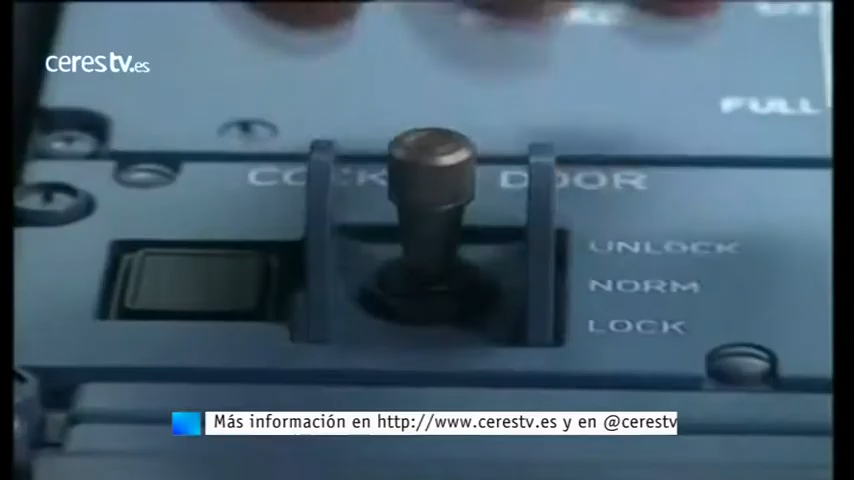 cerestv.es
FULL
DOOR
UNLOCK
NORM
LOCK
Más información en http://www.cerestv.es y en @cerestv